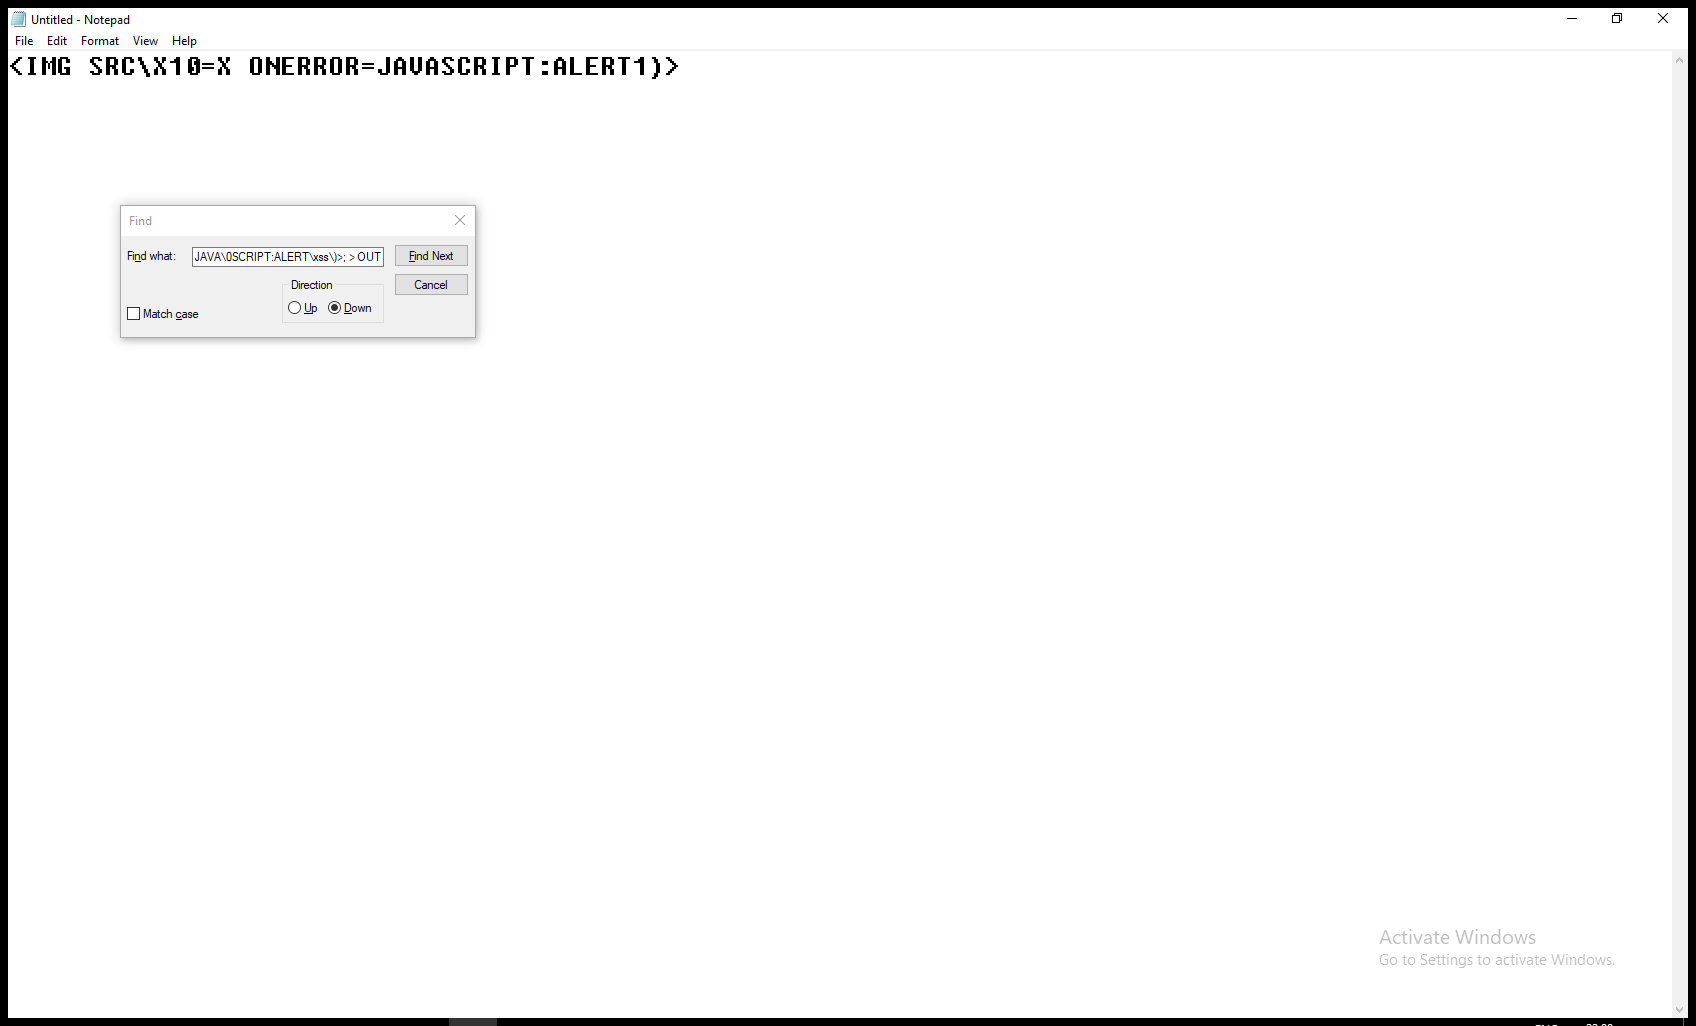 Untitled - Notepad
File Edit Format View Help
<IMG SRC\X10=X ONERROR=JAVASCRIPT:ALERT1)>
Find
Find what: JAVA\0SCRIPT:ALERT\xss\)>; > OUT Find Next
Direction Cancel
Up Down
Match case
Activate Windows
Go to Settings to activate Windows.